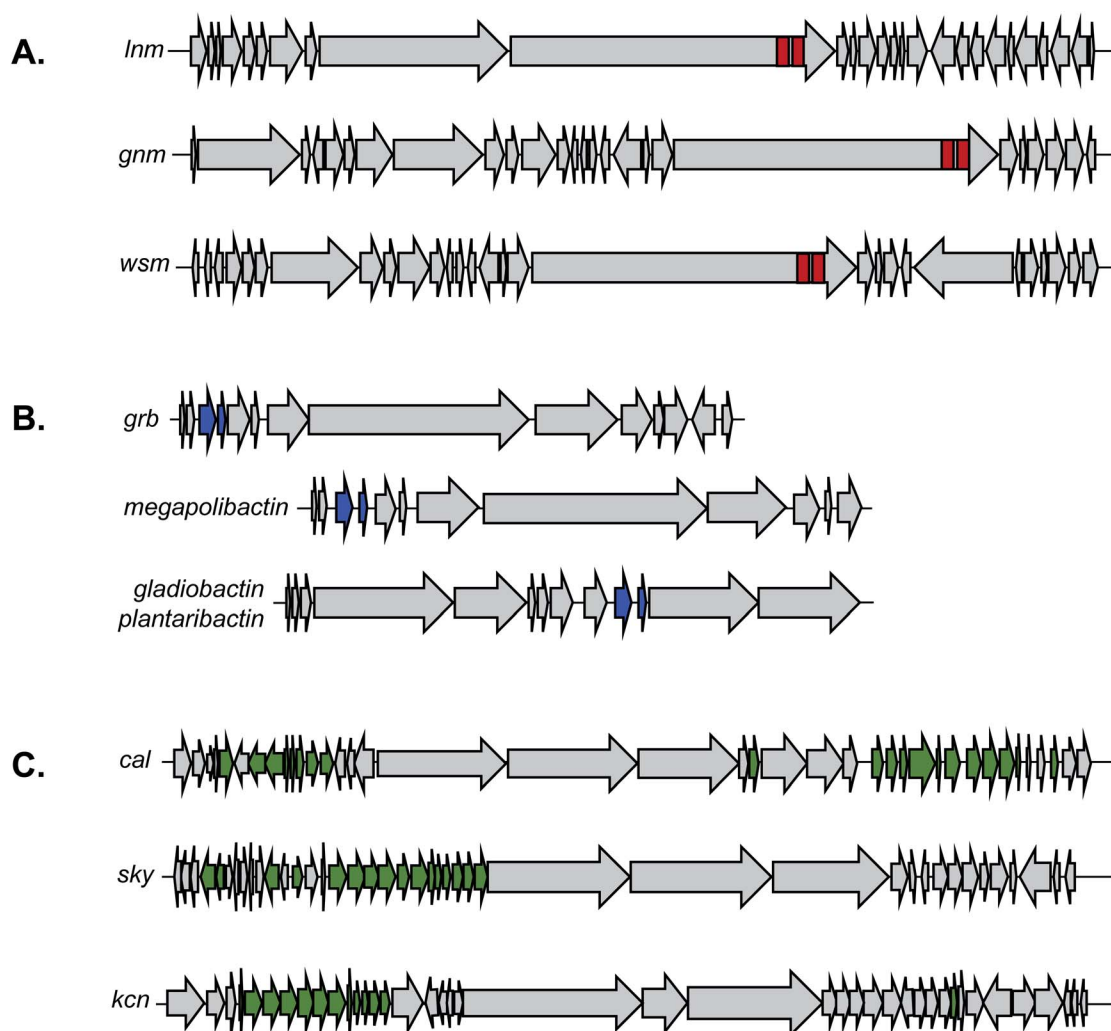 A.
lnm
gnm
wsm
B.
grb
megapolibactin
gladiobactin
plantaribactin
C.
cal
sky
kcn